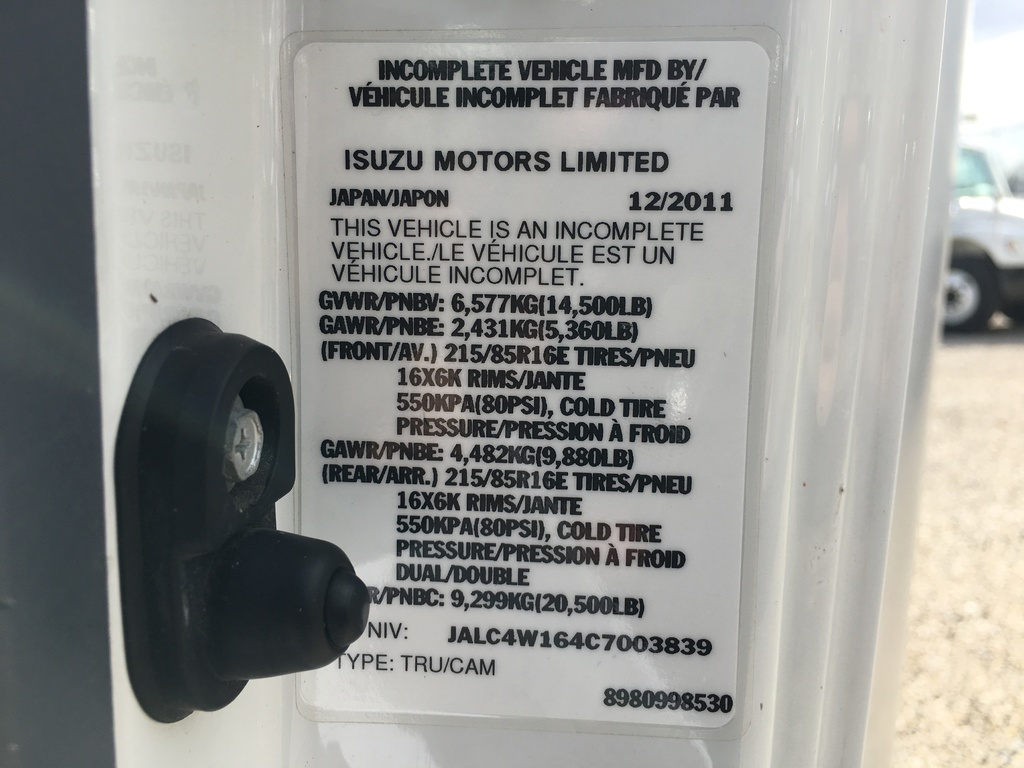 INCOMPLETE VEHICLE MFD BY/
VÉHICULE INCOMPLET FABRIQUÉ PAR
ISUZU MOTORS LIMITED
JAPAN/JAPON 12/2011
THIS VEHICLE IS AN INCOMPLETE
VEHICLE./LE VÉHICULE EST UN
VÉHICULE INCOMPLET.
GVWR/PNBV: 6,577KG(14,500LB)
GAWR/PNBE: 2,431KG(5,360LB)
(FRONT/AV.) 215/85R16E TIRES/PNEU
16X6K RIMS/JANTE
550KPA(80PSI), COLD TIRE
PRESSURE/PRESSION À FROID
GAWR/PNBE: 4,482KG(9,880LB)
(REAR/ARR.) 215/85R16E TIRES/PNEU
16X6K RIMS/JANTE
550KPA(80PSI), COLD TIRE
PRESSURE/PRESSION À FROID
DUAL/DOUBLE
R/PNBC: 9,299KG(20,500LB)
NIV: JALC4W164C7003839
TYPE: TRU/CAM
8980998530